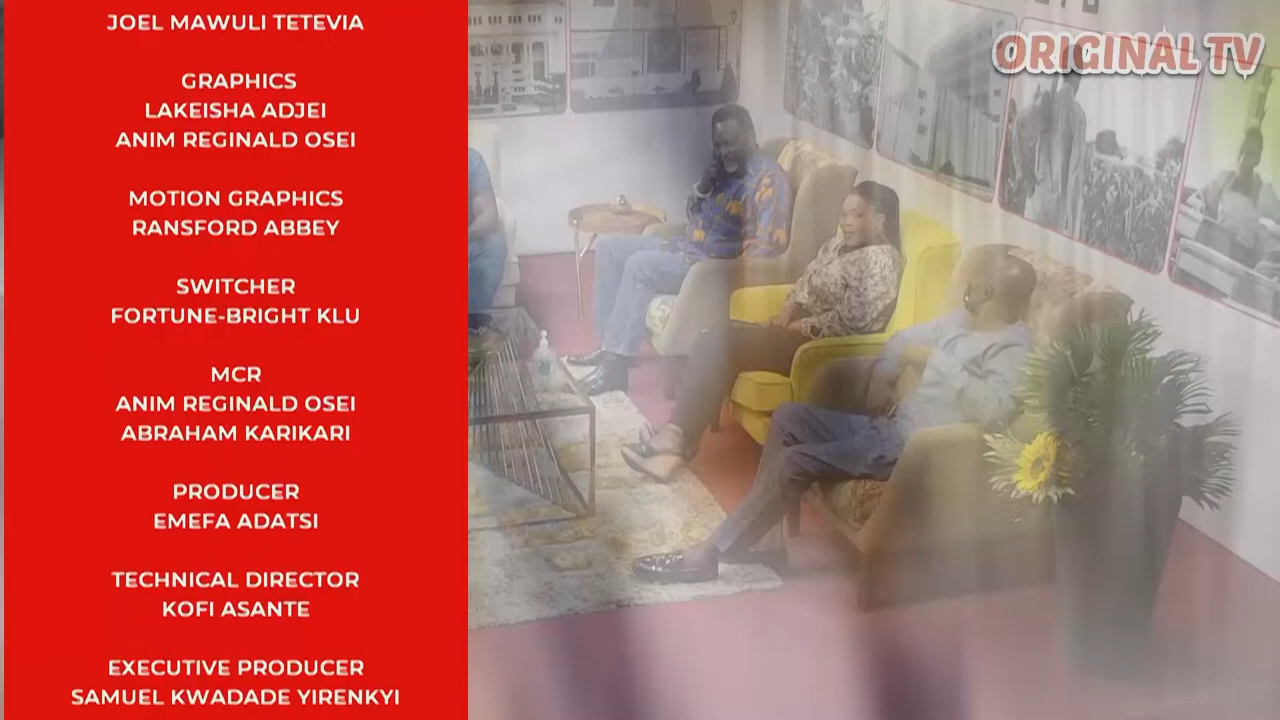 JOEL MAWULI TETEVIA
GRAPHICS
LAKEISHA ADJEI
ANIM REGINALD OSEI
MOTION GRAPHICS
RANSFORD ABBEY
SWITCHER
FORTUNE-BRIGHT KLU
MCR
ANIM REGINALD OSEI
ABRAHAM KARIKARI
PRODUCER
EMEFA ADATSI
TECHNICAL DIRECTOR
KOFI ASANTE
EXECUTIVE PRODUCER
SAMUEL KWADADE YIRENKYI
ORIGINAL TV